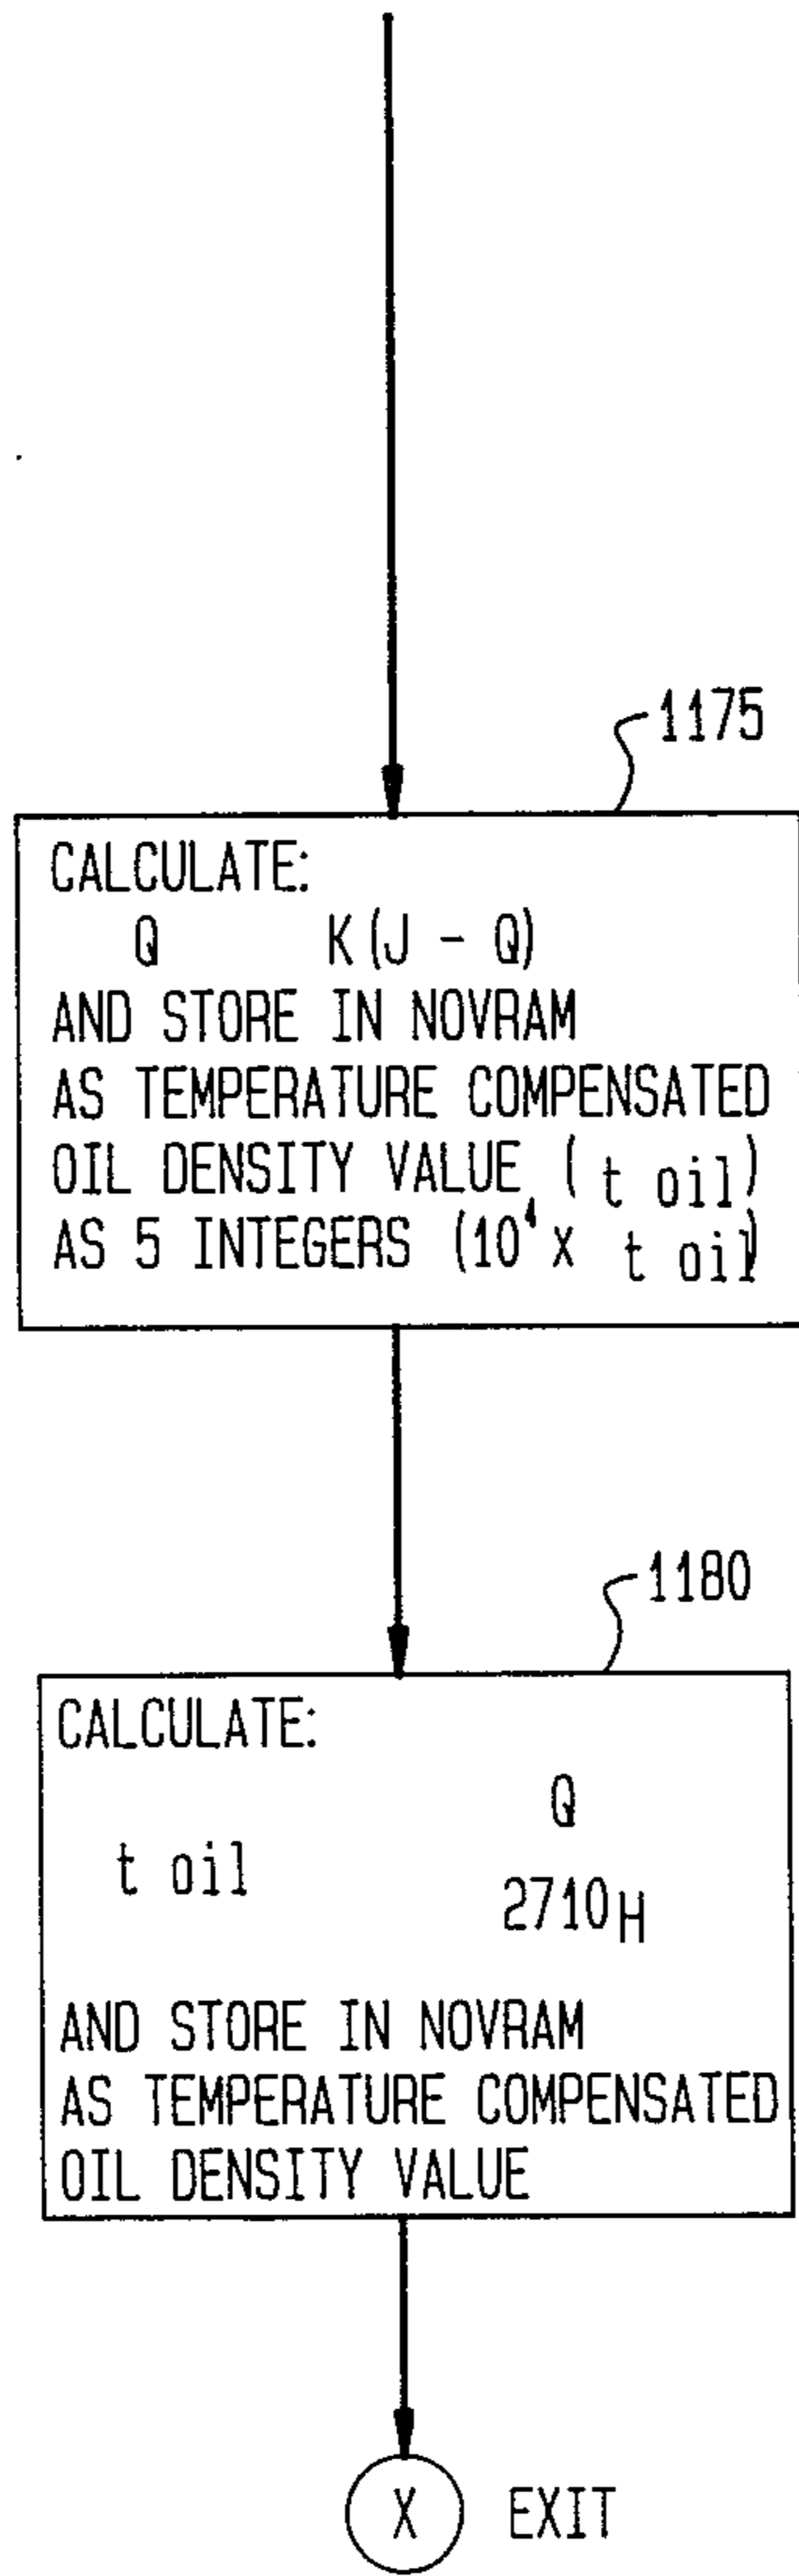 1175
CALCULATE:
Q K(J - Q)
AND STORE IN NOVRAM
AS TEMPERATURE COMPENSATED
OIL DENSITY VALUE ( t oil)
AS 5 INTEGERS (10⁴ X t oil)
1180
CALCULATE:
Q
t oil
2710H
AND STORE IN NOVRAM
AS TEMPERATURE COMPENSATED
OIL DENSITY VALUE
X EXIT